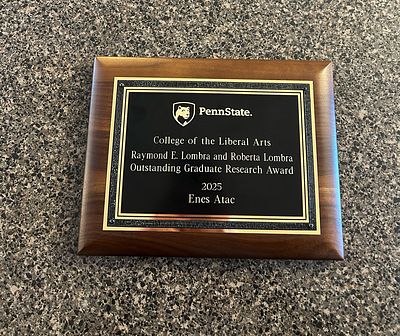 PennState.
College of the Liberal Arts
Raymond E. Lombra and Roberta Lombra
Outstanding Graduate Research Award
2025
Enes Atac